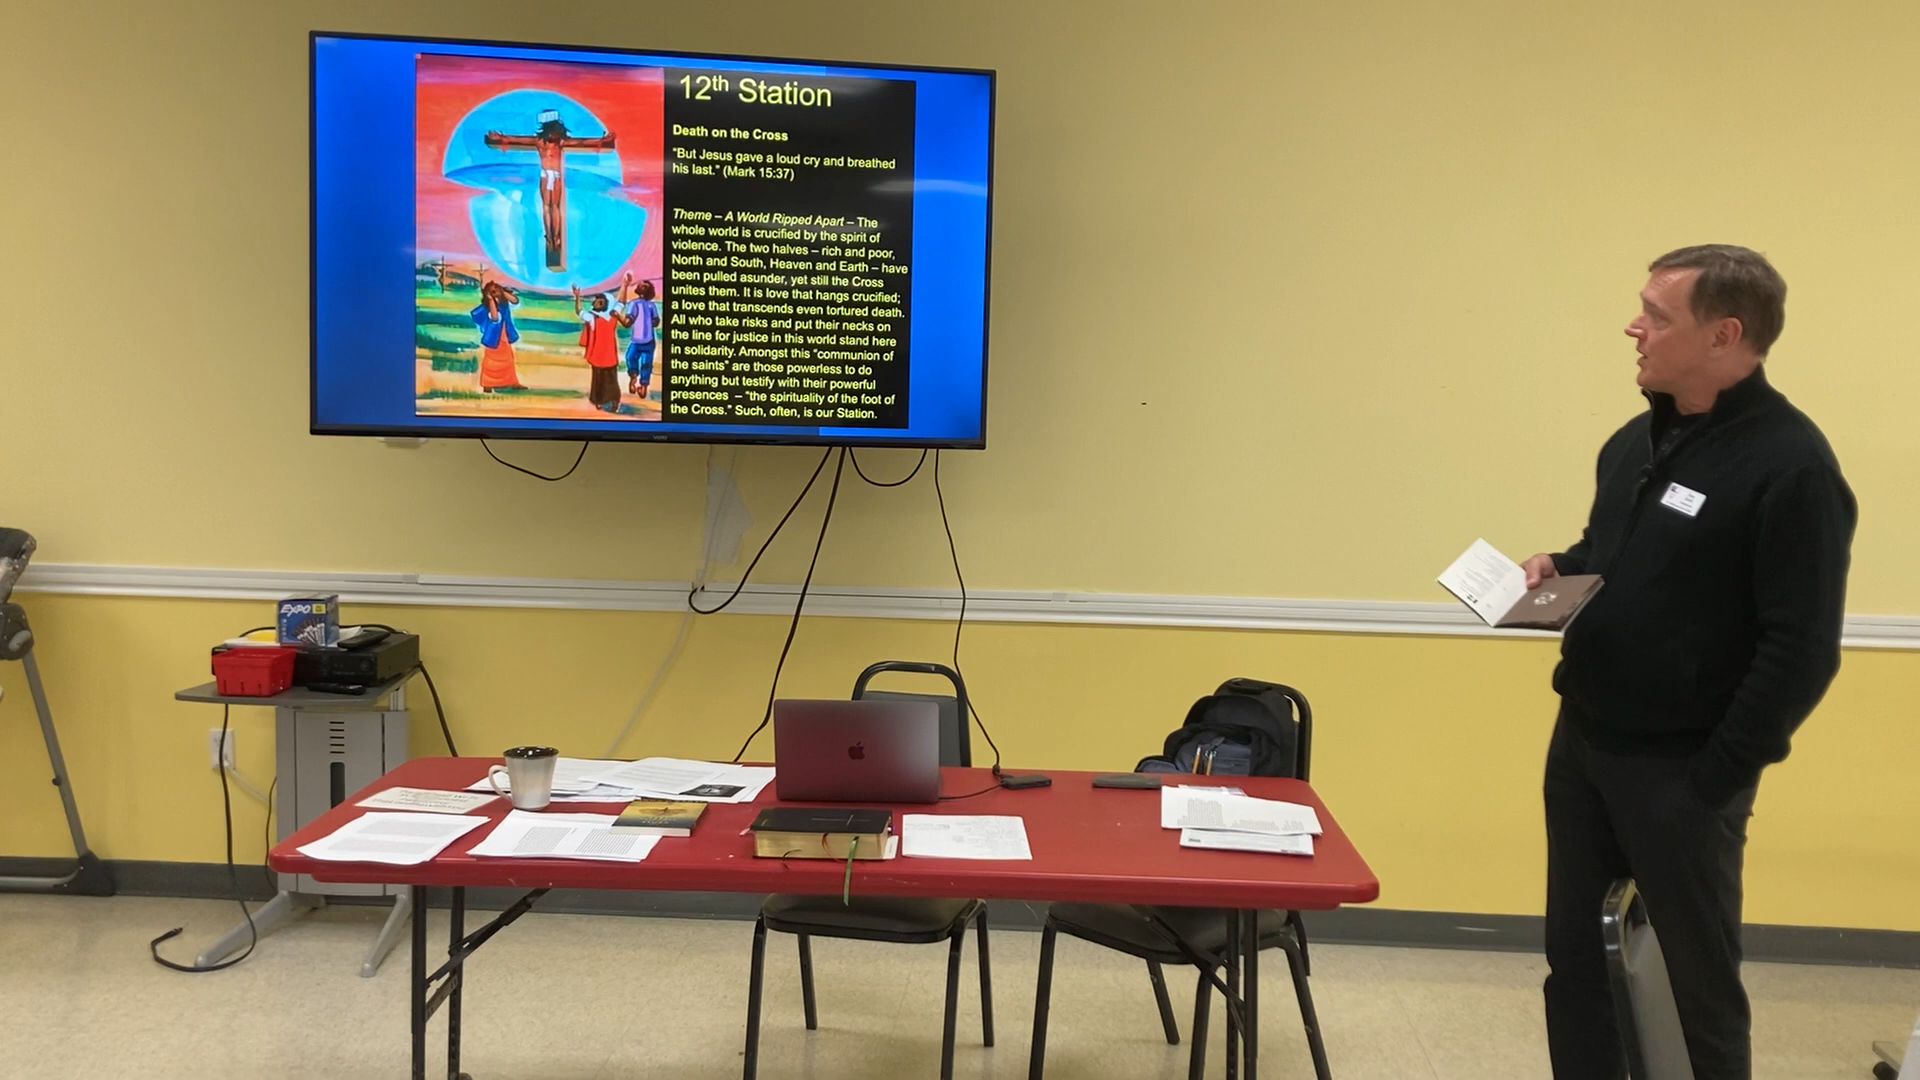 12th Station
Death on the Cross
"But Jesus gave a loud cry and breathed
his last." (Mark 15:37)
Theme – A World Ripped Apart – The
whole world is crucified by the spirit of
violence. The two halves – rich and poor,
North and South, Heaven and Earth – have
been pulled asunder, yet still the Cross
unites them. It is love that hangs crucified;
a love that transcends even tortured death.
All who take risks and put their necks on
the line for justice in this world stand here
in solidarity. Amongst this "communion of
the saints" are those powerless to do
anything but testify with their powerful
presences – "the spirituality of the foot of
the Cross." Such, often, is our Station.
VIZIO
EXPO